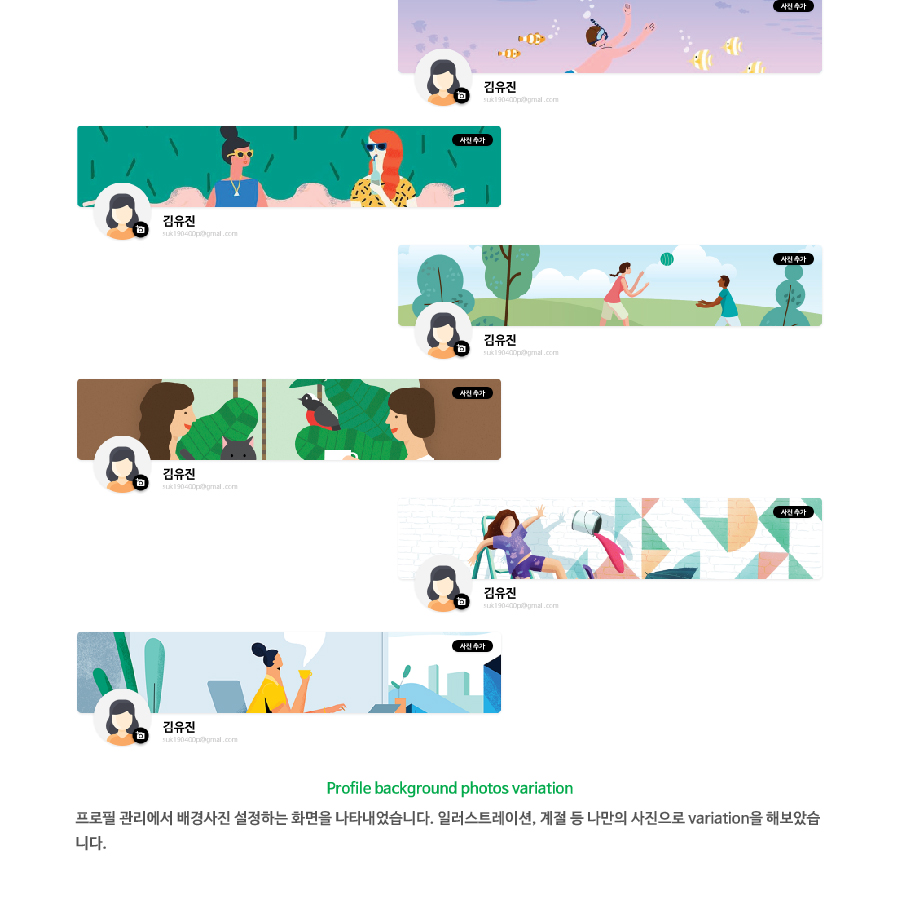 사진 추가
김유진
사진 추가
김유진
사진 추가
김유진
사진 추가
김유진
사진 추가
김유진
사진 추가
김유진
Profile background photos variation
프로필 관리에서 배경사진 설정하는 화면을 나타내었습니다. 일러스트레이션, 계절 등 나만의 사진으로 variation을 해보았습
니다.